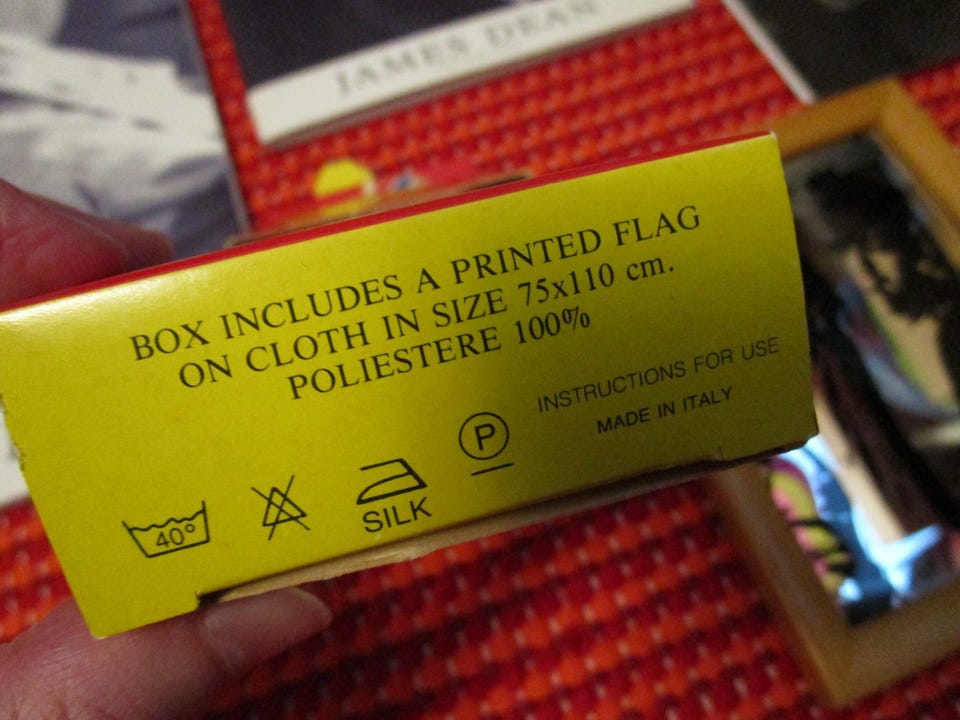 JAMES DEAN
BOX INCLUDES A PRINTED FLAG
ON CLOTH IN SIZE 75x110 cm.
POLIESTERE 100%
INSTRUCTIONS FOR USE
MADE IN ITALY
P
40°
SILK